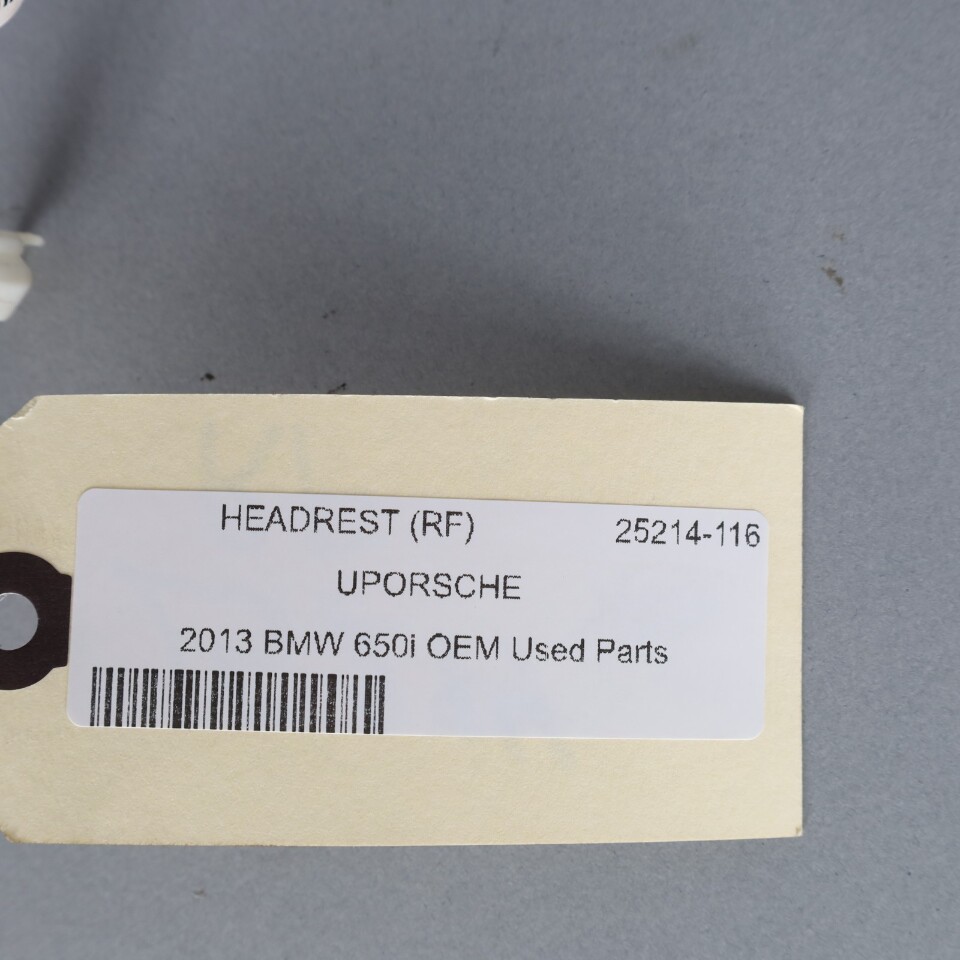 HEADREST (RF) 25214-116
UPORSCHE
2013 BMW 650i OEM Used Parts